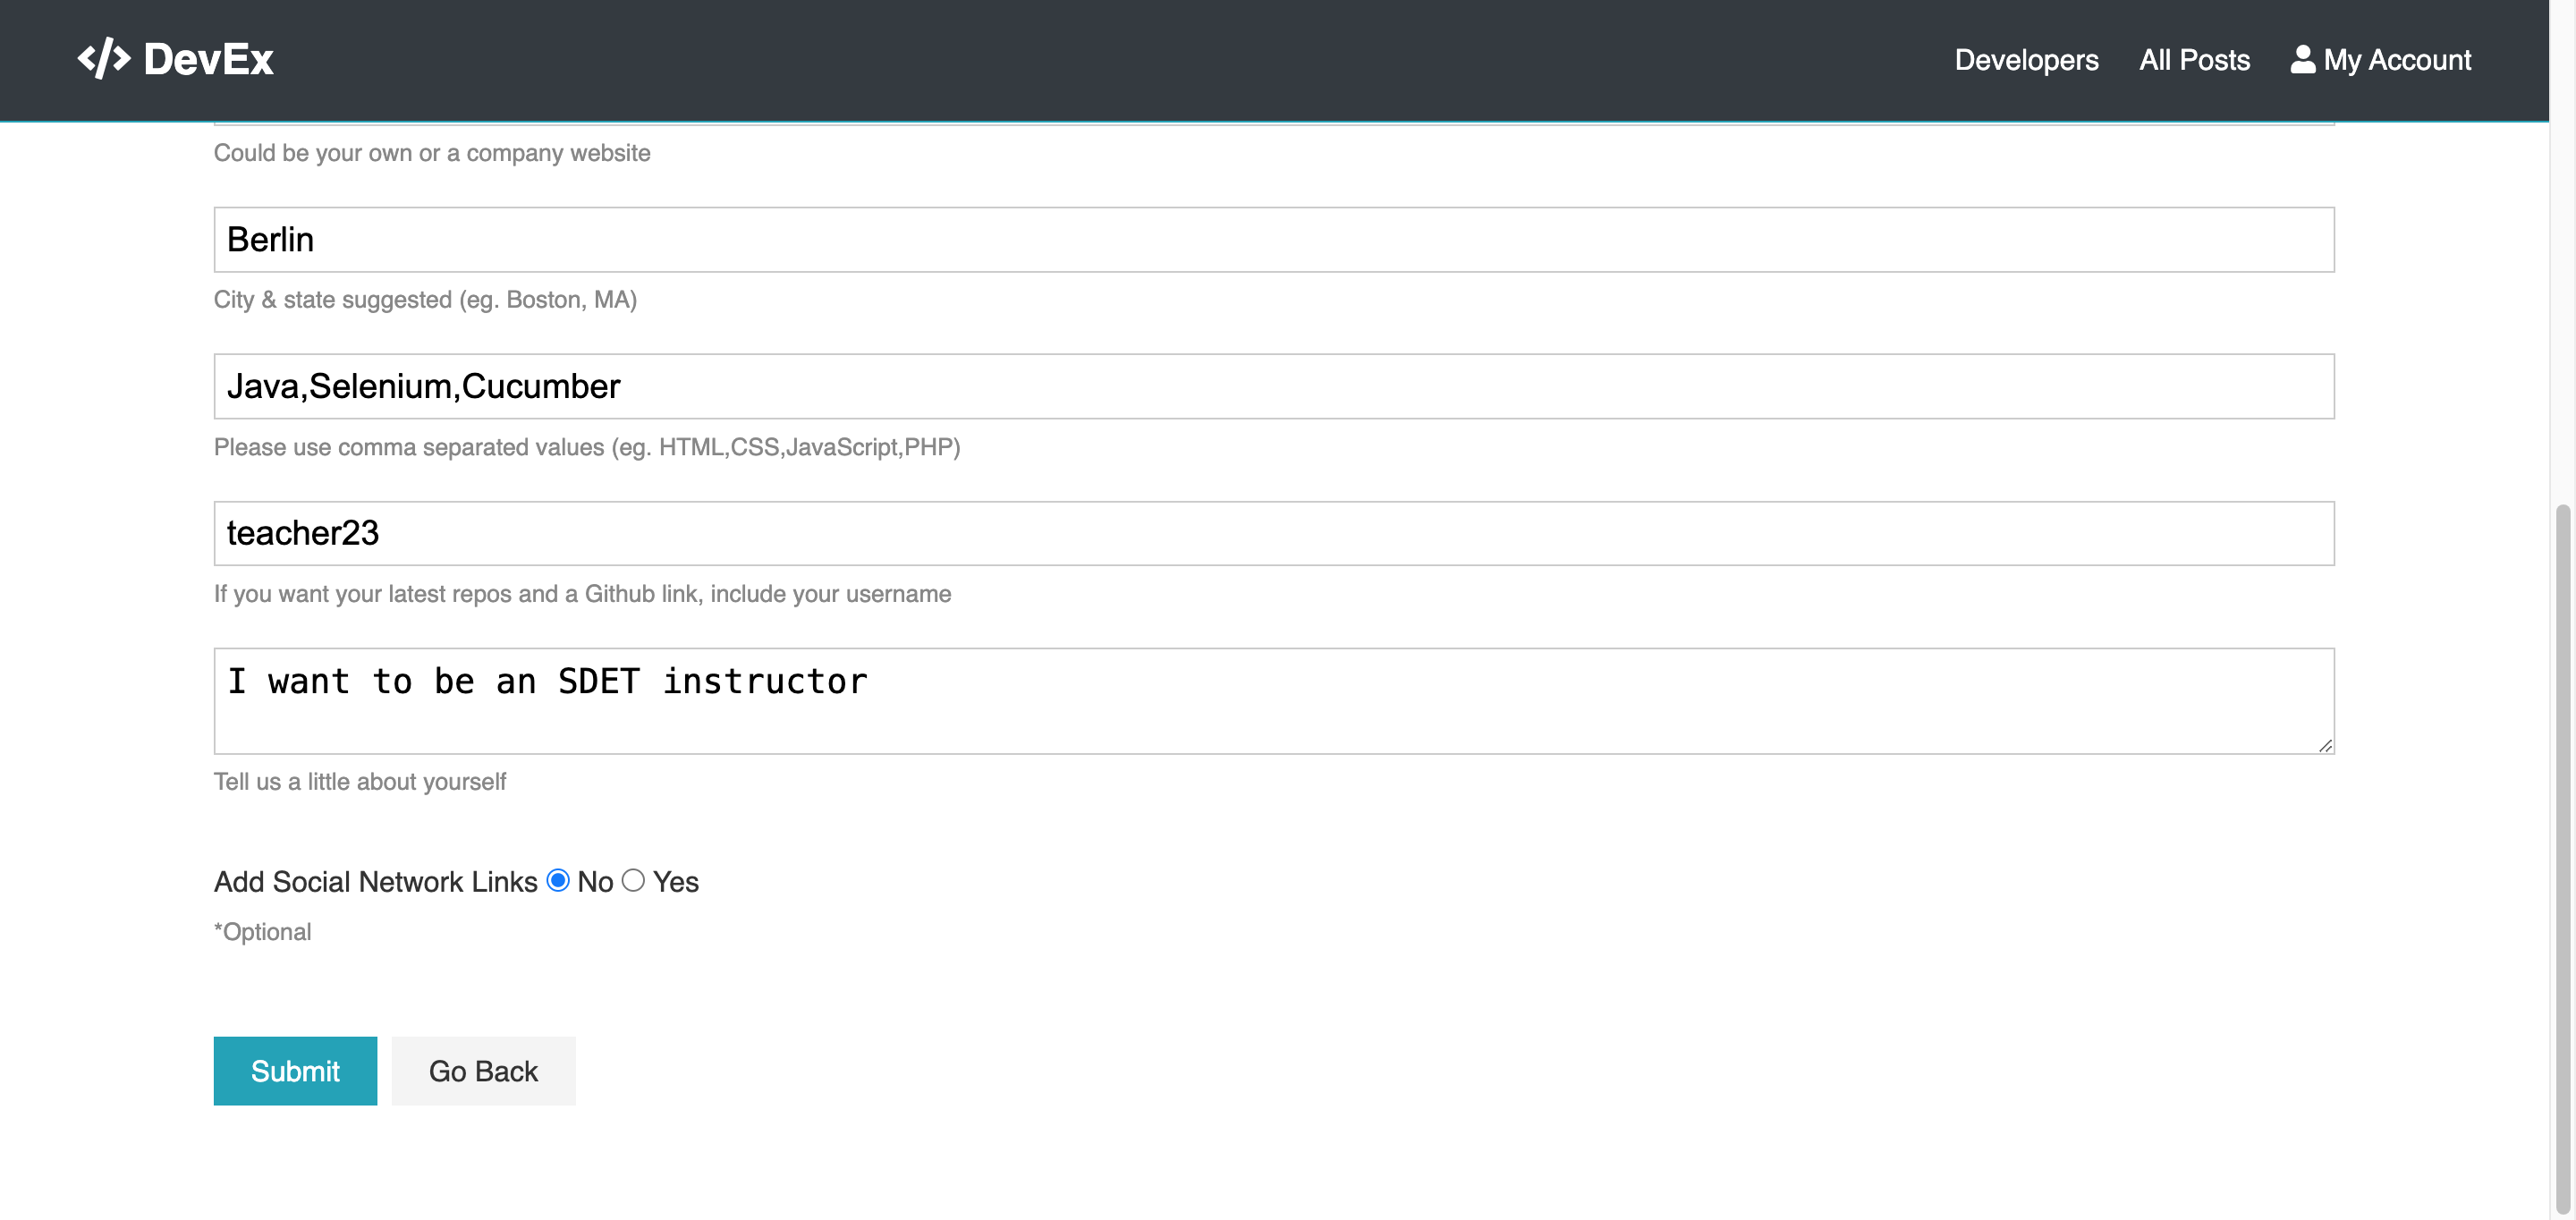 </> DevEx
Developers All Posts My Account
Could be your own or a company website
Berlin
City & state suggested (eg. Boston, MA)
Java,Selenium,Cucumber
Please use comma separated values (eg. HTML,CSS,JavaScript,PHP)
teacher23
If you want your latest repos and a Github link, include your username
I want to be an SDET instructor
Tell us a little about yourself
Add Social Network Links No Yes
*Optional
Submit Go Back